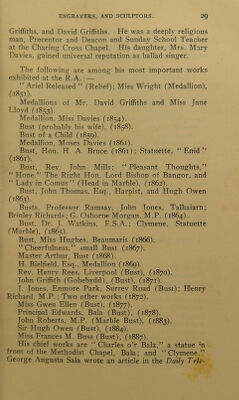 ENGRAVERS, AND SCULPTORS. 29
Griffiths, and David Griffiths. He was a deeply religious
man, Precentor and Deacon and Sunday School Teacher
at the Charing Cross Chapel. His daughter, Mrs. Mary
Davies, gained universal reputation as ballad singer.
The following are among his most important works
exhibited at the R.A.:—
"Ariel Released" (Relief); Miss Wright (Medallion),
(1851).
Medallions of Mr. David Griffiths and Miss Jane
Lloyd (1853).
Medallion, Miss Davies (1854).
Bust (probably his wife), (1858).
Bust of a Child (1859).
Medallion, Moses Davies (1861).
Bust, Hon. H. A. Bruce (1861); Statuette, "Enid"
(1861).
Bust, Rev. John Mills; "Pleasant Thoughts,"
"Hone." The Right Hon. Lord Bishop of Bangor, and
"Lady in Comus" (Head in Marble), (1862).
Bust, John Thomas, Esq., Harpist, and Hugh Owen
(1863).
Busts, Professor Ramsay, John Jones, Talhaiarn;
Brinley Richards; G. Osborne Morgan, M.P. (1864).
Bust, Dr. J. Watkins, F.S.A.; Clymene, Statuette
(Marble), (1865).
Bust, Miss Hughes, Beaumaris (1866).
"Cheerfulness," small Bust (1867).
Master Arthur, Bust (1868).
H. Bielfield, Esq., Medallion (1869).
Rev. Henry Rees, Liverpool (Bust), (1870).
John Griffith (Gohebydd), (Bust), (1871).
J. Jones, Enmore Park, Surrey Road (Bust); Henry
Richard, M.P.; Two other works (1872).
Miss Gwen Ellen (Bust), (1877).
Principal Edwards, Bala (Bust), (1878).
John Roberts, M.P. (Marble Bust), (1883).
Sir Hugh Owen (Bust), (1884).
Miss Frances M. Buss (Bust), (1887).
His chief works are "Charles o'r Bala," a statue in
front of the Methodist Chapel, Bala; and "Clymene."
George Augusta Sala wrote an article in the Daily Tele-